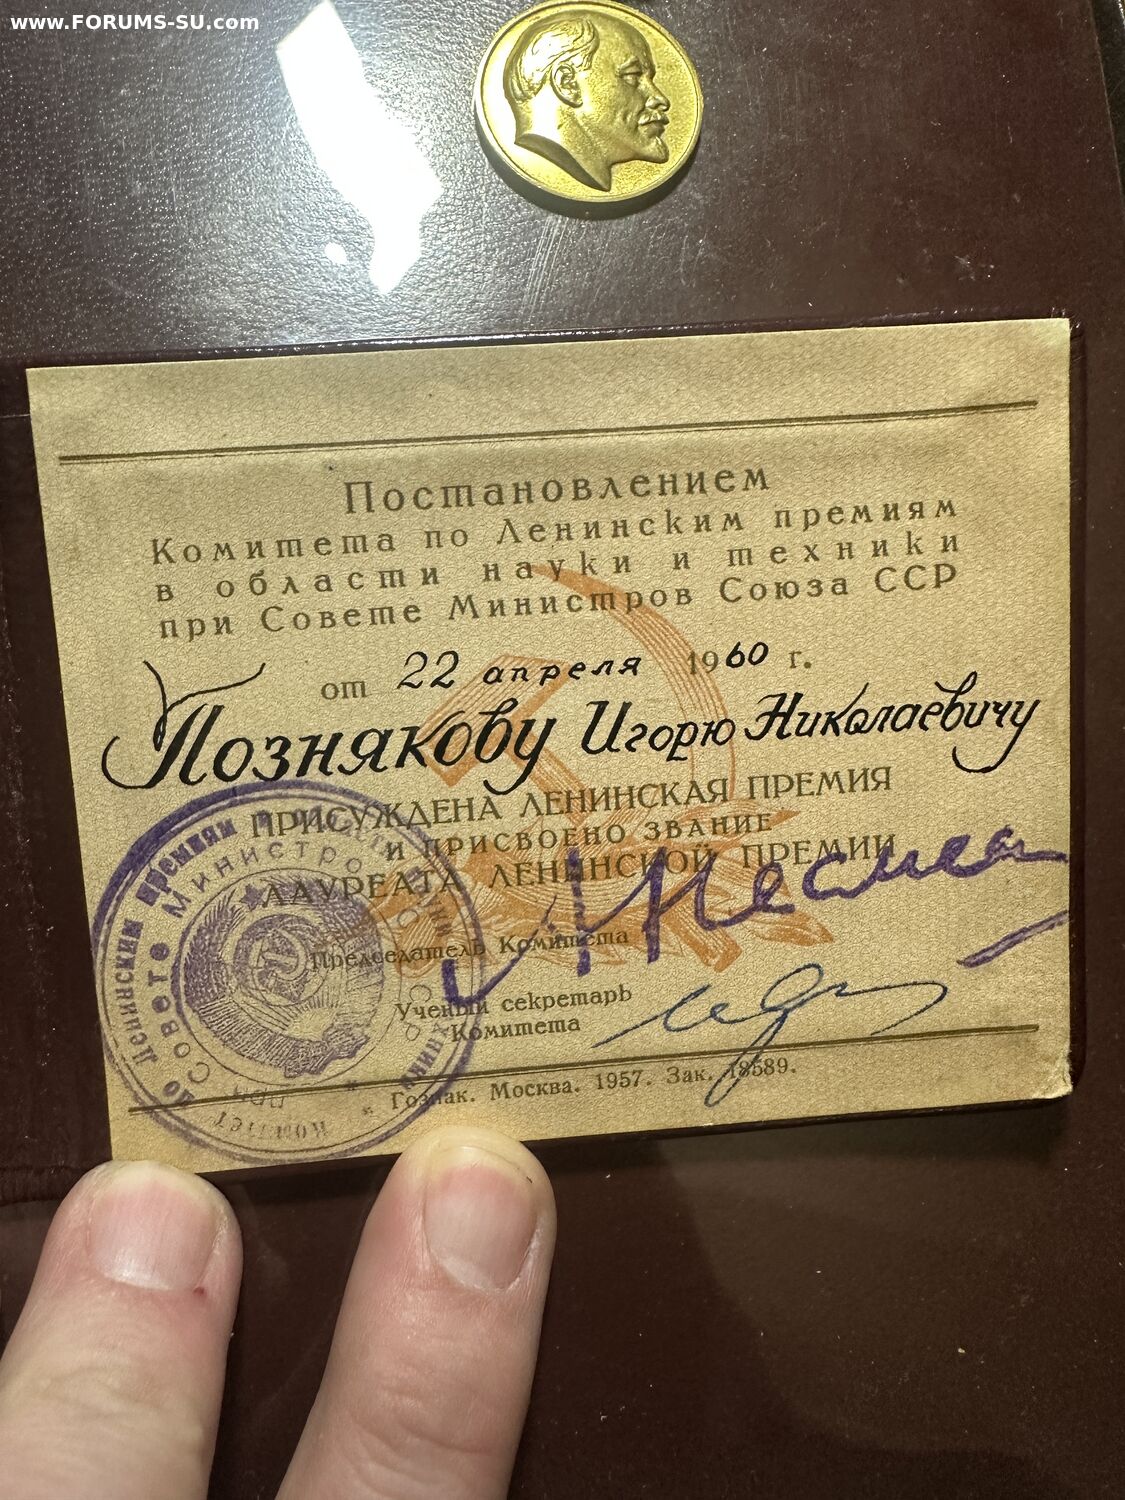 www.FORUMS-SU.com
Постановлением
Комитета по Ленинским премиям
в области науки и техники
при Совете Министров Союза ССР
от 22 апреля 1960 г.
Познякову Игорю Николаевичу
ПРИСУЖДЕНА ЛЕНИНСКАЯ ПРЕМИЯ
И ПРИСВОЕНО ЗВАНИЕ
ЛАУРЕАТА ЛЕНИНСКОЙ ПРЕМИИ
Председатель Комитета
Ученый секретарь
Комитета
Гознак. Москва. 1957. Зак. 18589.